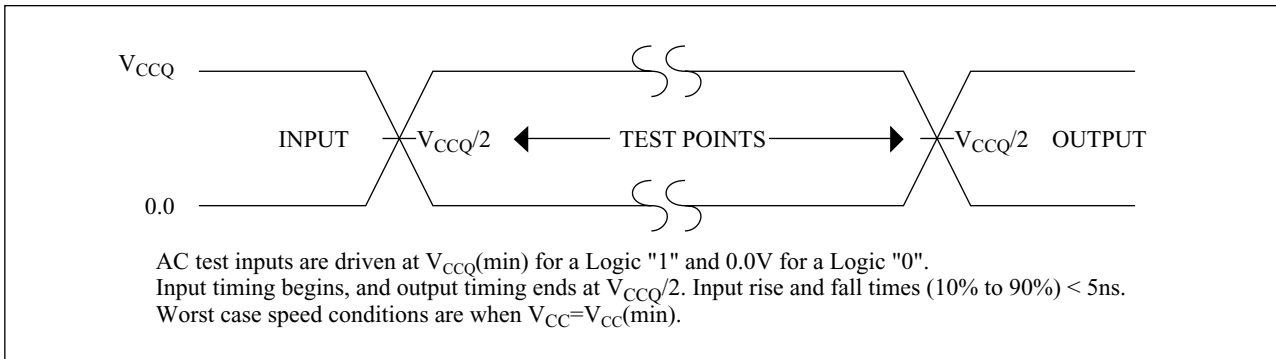 VCCQ
INPUT VCCQ/2 TEST POINTS VCCQ/2 OUTPUT
0.0
AC test inputs are driven at VCCQ(min) for a Logic "1" and 0.0V for a Logic "0".
Input timing begins, and output timing ends at VCCQ/2. Input rise and fall times (10% to 90%) < 5ns.
Worst case speed conditions are when VCC=VCC(min).